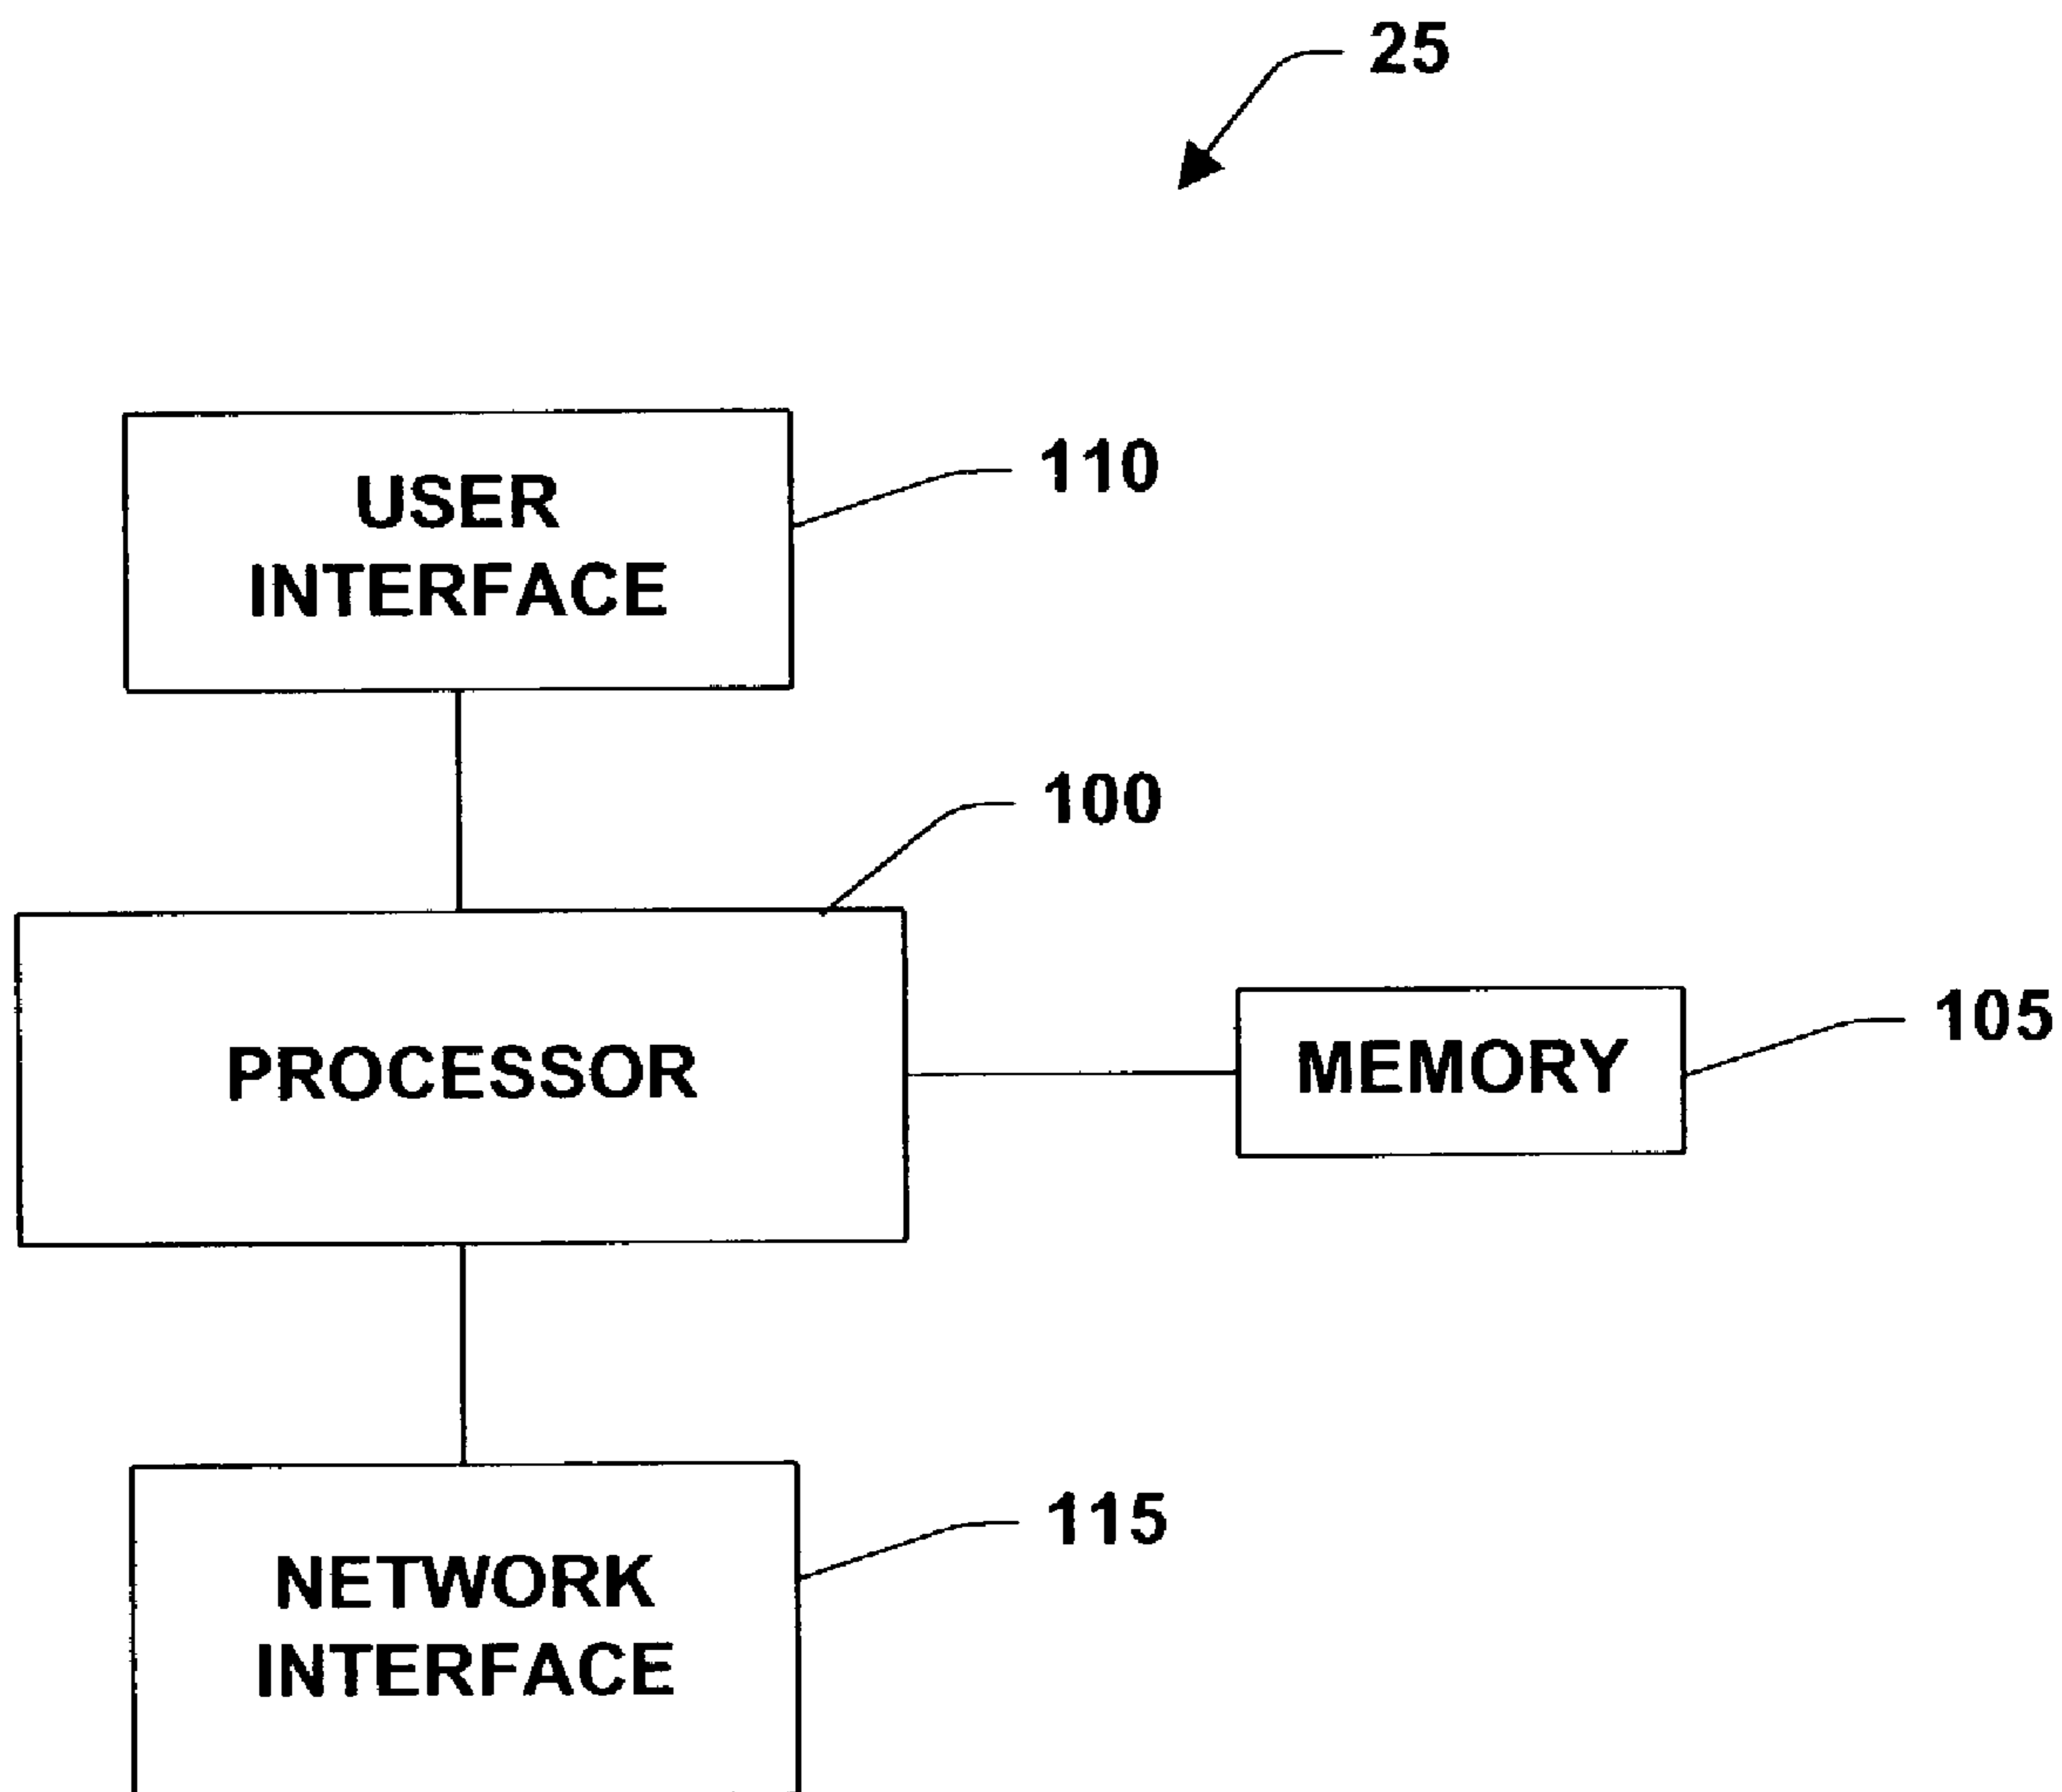 25
USER
INTERFACE
110
100
PROCESSOR
MEMORY
105
NETWORK
INTERFACE
115